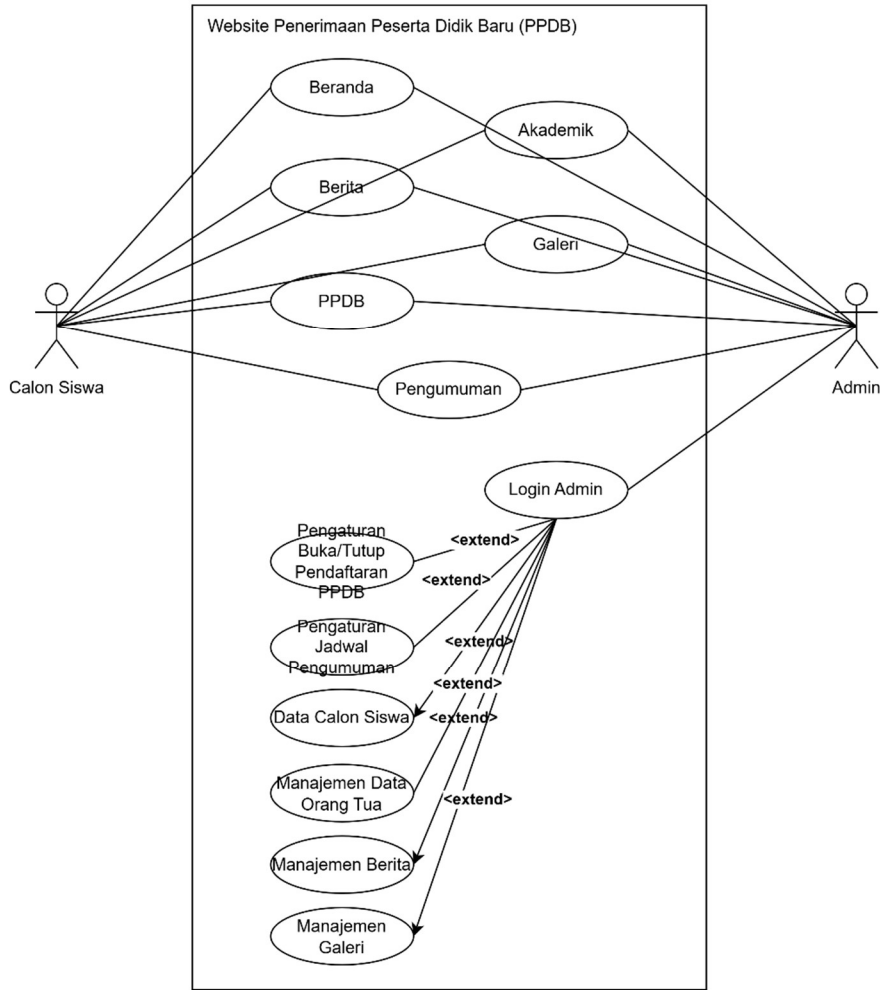 Website Penerimaan Peserta Didik Baru (PPDB)
Beranda
Akademik
Berita
Galeri
PPDB
Calon Siswa
Admin
Pengumuman
Login Admin
Pengaturan
Buka/Tutup
Pendaftaran
PPDB
<extend>
<extend>
Pengaturan
Jadwal
Pengumuman
<extend>
<extend>
Data Calon Siswa
<extend>
Manajemen Data
Orang Tua
<extend>
Manajemen Berita
Manajemen
Galeri